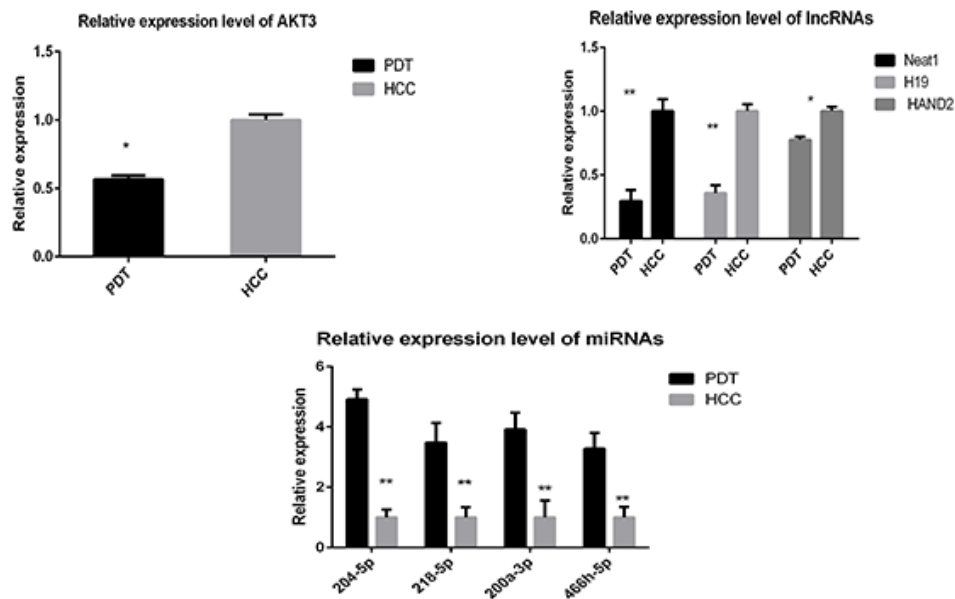 Relative expression level of AKT3
Relative expression
1.5
1.0
0.5
0.0
*
PDT
HCC
PDT
HCC
Relative expression level of lncRNAs
Relative expression
1.5
1.0
0.5
0.0
**
**
*
PDT
HCC
PDT
HCC
PDT
HCC
Neat1
H19
HAND2
Relative expression level of miRNAs
Relative expression
6
4
2
0
**
**
**
**
204-5p
218-5p
200a-3p
466h-5p
PDT
HCC